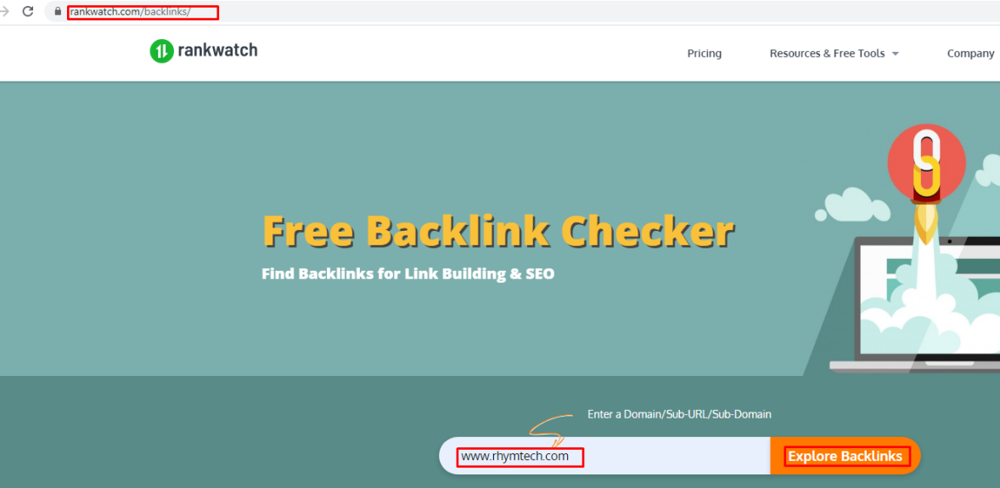 rankwatch.com/backlinks/
rankwatch
Pricing
Resources & Free Tools
Company
Free Backlink Checker
Find Backlinks for Link Building & SEO
Enter a Domain/Sub-URL/Sub-Domain
www.rhymtech.com
Explore Backlinks